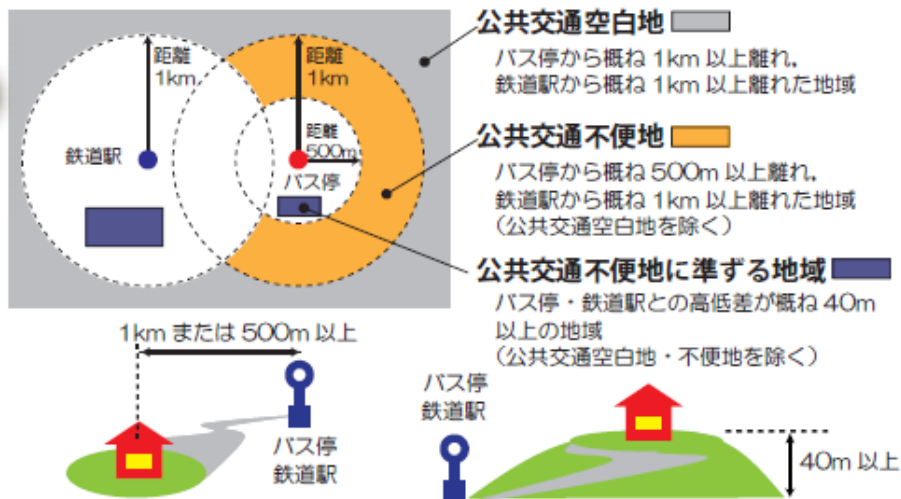 距離
1km
鉄道駅
距離
1km
距離
500m
バス停
公共交通空白地
バス停から概ね 1km 以上離れ,
鉄道駅から概ね 1km 以上離れた地域
公共交通不便地
バス停から概ね 500m 以上離れ,
鉄道駅から概ね 1km 以上離れた地域
（公共交通空白地を除く）
公共交通不便地に準ずる地域
バス停・鉄道駅との高低差が概ね 40m
以上の地域
（公共交通空白地・不便地を除く）
1km または 500m 以上
バス停
鉄道駅
バス停
鉄道駅
40m 以上